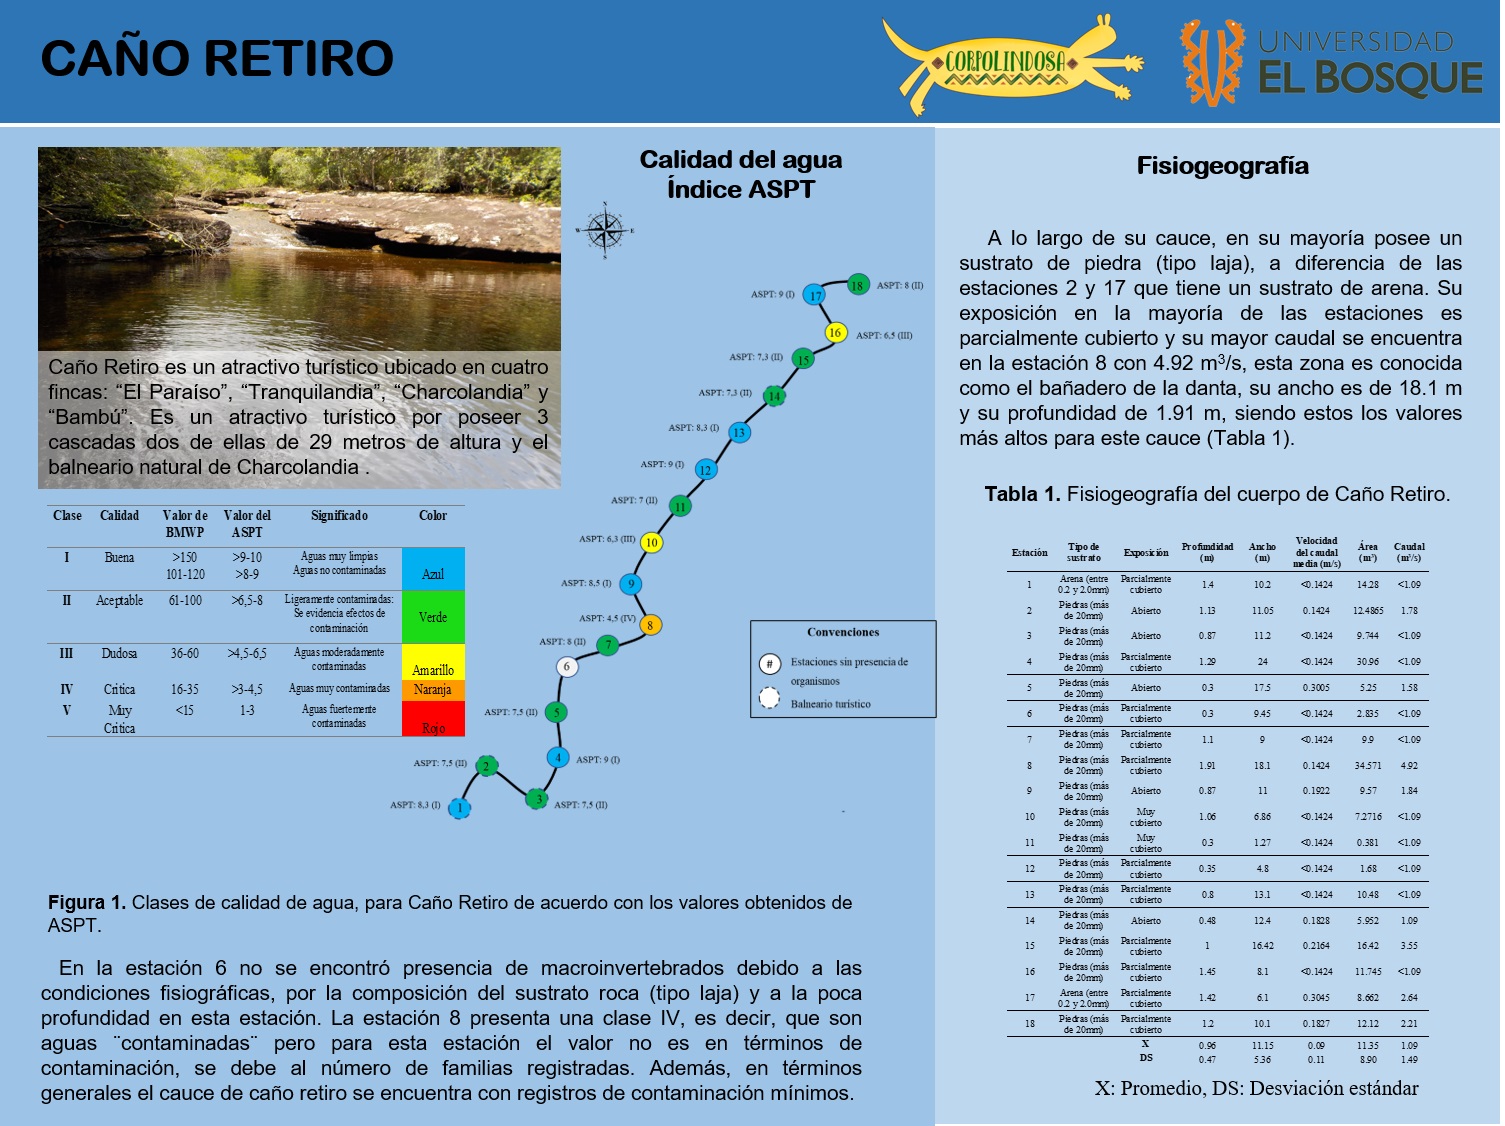 CAÑO RETIRO
CORPOLINDOSA
UNIVERSIDAD
EL BOSQUE
Caño Retiro es un atractivo turístico ubicado en cuatro
fincas: “El Paraíso”, “Tranquilandia”, “Charcolandia” y
“Bambú”. Es un atractivo turístico por poseer 3
cascadas dos de ellas de 29 metros de altura y el
balneario natural de Charcolandia .
Clase Calidad Valor de BMWP Valor del ASPT Significado Color
I Buena >150 >9-10 Aguas muy limpias
101-120 >8-9 Aguas no contaminadas Azul
II Aceptable 61-100 >6,5-8 Ligeramente contaminadas: Se evidencia efectos de contaminación Verde
III Dudosa 36-60 >4,5-6,5 Aguas moderadamente contaminadas Amarillo
IV Critica 16-35 >3-4,5 Aguas muy contaminadas Naranja
V Muy Critica <15 1-3 Aguas fuertemente contaminadas Rojo
Calidad del agua
Índice ASPT
N
W E
S
18 ASPT: 8 (II)
ASPT: 9 (I) 17
16 ASPT: 6,5 (III)
ASPT: 7,3 (II) 15
ASPT: 7,3 (II) 14
ASPT: 8,3 (I) 13
ASPT: 9 (I) 12
ASPT: 7 (II) 11
ASPT: 6,3 (III) 10
ASPT: 8,5 (I) 9
ASPT: 4,5 (IV) 8
ASPT: 8 (II) 7
6
ASPT: 7,5 (II) 5
4 ASPT: 9 (I)
ASPT: 7,5 (II) 2
3 ASPT: 7,5 (II)
ASPT: 8,3 (I) 1
Convenciones
# Estaciones sin presencia de
organismos
Balneario turístico
Figura 1. Clases de calidad de agua, para Caño Retiro de acuerdo con los valores obtenidos de
ASPT.
En la estación 6 no se encontró presencia de macroinvertebrados debido a las
condiciones fisiográficas, por la composición del sustrato roca (tipo laja) y a la poca
profundidad en esta estación. La estación 8 presenta una clase IV, es decir, que son
aguas ¨contaminadas¨ pero para esta estación el valor no es en términos de
contaminación, se debe al número de familias registradas. Además, en términos
generales el cauce de caño retiro se encuentra con registros de contaminación mínimos.
Fisiogeografía
A lo largo de su cauce, en su mayoría posee un
sustrato de piedra (tipo laja), a diferencia de las
estaciones 2 y 17 que tiene un sustrato de arena. Su
exposición en la mayoría de las estaciones es
parcialmente cubierto y su mayor caudal se encuentra
en la estación 8 con 4.92 m³/s, esta zona es conocida
como el bañadero de la danta, su ancho es de 18.1 m
y su profundidad de 1.91 m, siendo estos los valores
más altos para este cauce (Tabla 1).
Tabla 1. Fisiogeografía del cuerpo de Caño Retiro.
Estación Tipo de sustrato Exposición Profundidad (m) Ancho (m) Velocidad del caudal media (m/s) Área (m²) Caudal (m³/s)
1 Arena (entre 0.2 y 2.0mm) Parcialmente cubierto 1.4 10.2 <0.1424 14.28 <1.09
2 Piedras (más de 20mm) Abierto 1.13 11.05 0.1424 12.4865 1.78
3 Piedras (más de 20mm) Abierto 0.87 11.2 <0.1424 9.744 <1.09
4 Piedras (más de 20mm) Parcialmente cubierto 1.29 24 <0.1424 30.96 <1.09
5 Piedras (más de 20mm) Abierto 0.3 17.5 0.3005 5.25 1.58
6 Piedras (más de 20mm) Parcialmente cubierto 0.3 9.45 <0.1424 2.835 <1.09
7 Piedras (más de 20mm) Parcialmente cubierto 1.1 9 <0.1424 9.9 <1.09
8 Piedras (más de 20mm) Parcialmente cubierto 1.91 18.1 0.1424 34.571 4.92
9 Piedras (más de 20mm) Abierto 0.87 11 0.1922 9.57 1.84
10 Piedras (más de 20mm) Muy cubierto 1.06 6.86 <0.1424 7.2716 <1.09
11 Piedras (más de 20mm) Muy cubierto 0.3 1.27 <0.1424 0.381 <1.09
12 Piedras (más de 20mm) Parcialmente cubierto 0.35 4.8 <0.1424 1.68 <1.09
13 Piedras (más de 20mm) Parcialmente cubierto 0.8 13.1 <0.1424 10.48 <1.09
14 Piedras (más de 20mm) Abierto 0.48 12.4 0.1828 5.952 1.09
15 Piedras (más de 20mm) Parcialmente cubierto 1 16.42 0.2164 16.42 3.55
16 Piedras (más de 20mm) Parcialmente cubierto 1.45 8.1 <0.1424 11.745 <1.09
17 Arena (entre 0.2 y 2.0mm) Parcialmente cubierto 1.42 6.1 0.3045 8.662 2.64
18 Piedras (más de 20mm) Parcialmente cubierto 1.2 10.1 0.1827 12.12 2.21
X 0.96 11.15 0.09 11.35 1.09
DS 0.47 5.36 0.11 8.90 1.49
X: Promedio, DS: Desviación estándar